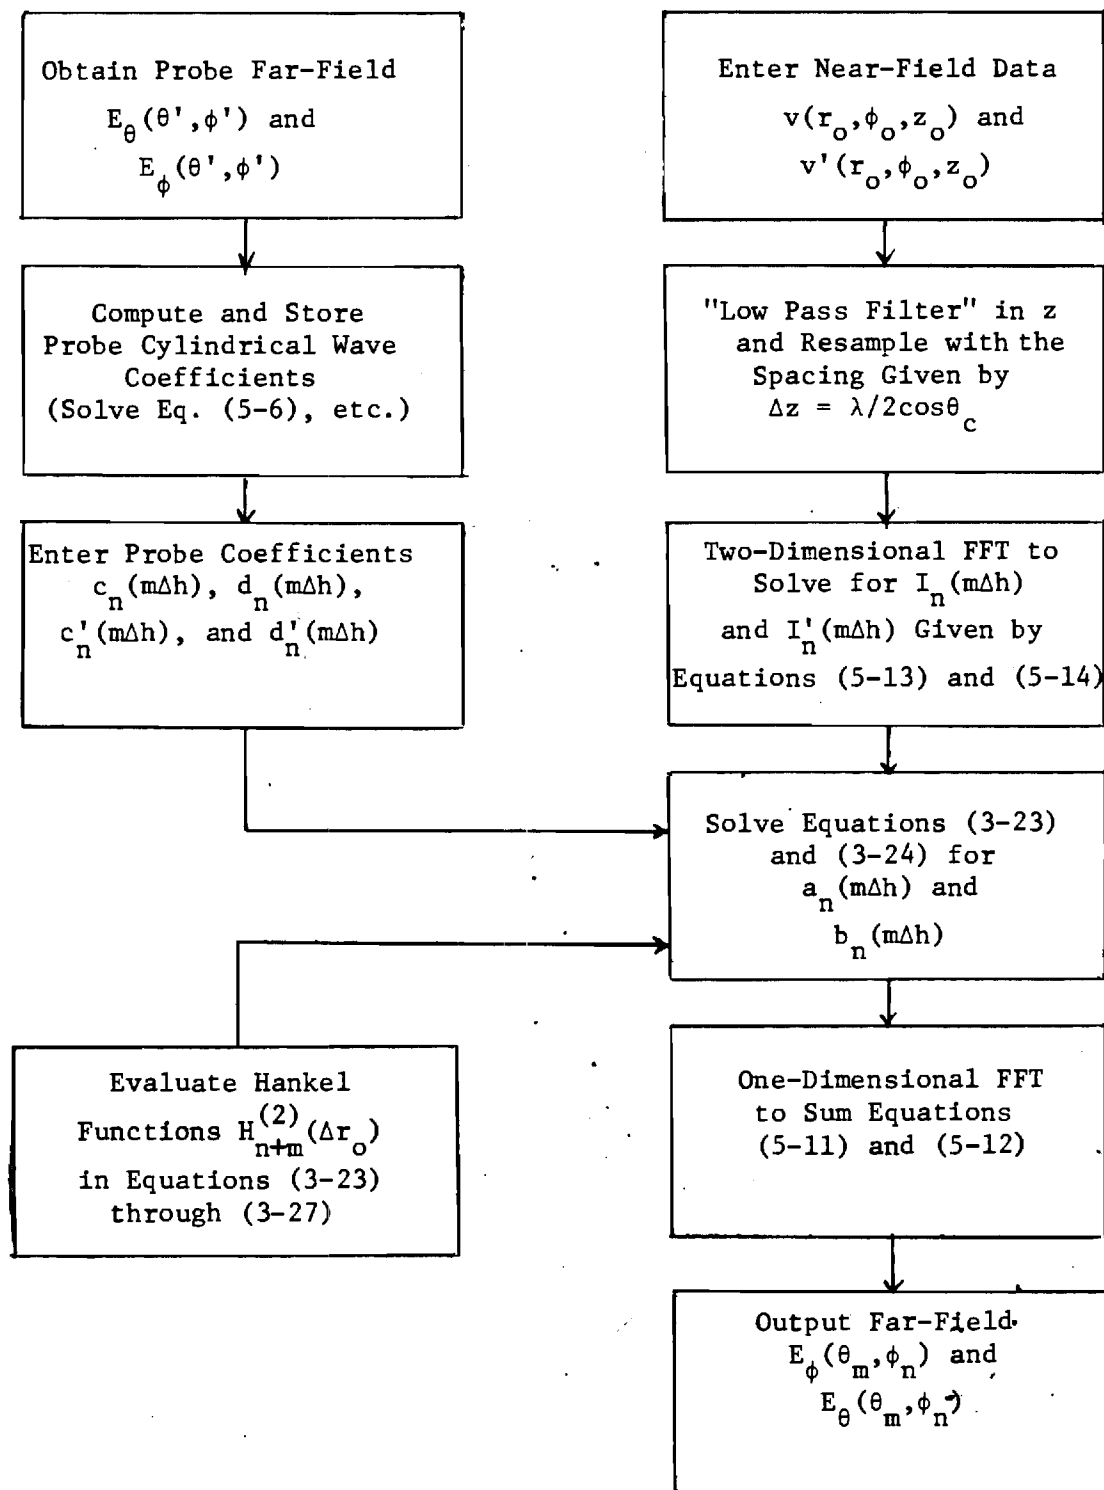 Obtain Probe Far-Field
E_θ(θ',ϕ') and
E_ϕ(θ',ϕ')
Compute and Store
Probe Cylindrical Wave
Coefficients
(Solve Eq. (5-6), etc.)
Enter Probe Coefficients
c_n(mΔh), d_n(mΔh),
c'_n(mΔh), and d'_n(mΔh)
Evaluate Hankel
Functions H^(2)_n+m(Δr_o)
in Equations (3-23)
through (3-27)
Enter Near-Field Data
v(r_o,ϕ_o,z_o) and
v'(r_o,ϕ_o,z_o)
"Low Pass Filter" in z
and Resample with the
Spacing Given by
Δz = λ/2cosθ_c
Two-Dimensional FFT to
Solve for I_n(mΔh)
and I'_n(mΔh) Given by
Equations (5-13) and (5-14)
Solve Equations (3-23)
and (3-24) for
a_n(mΔh) and
b_n(mΔh)
One-Dimensional FFT
to Sum Equations
(5-11) and (5-12)
Output Far-Field
E_ϕ(θ_m,ϕ_n) and
E_θ(θ_m,ϕ_n)